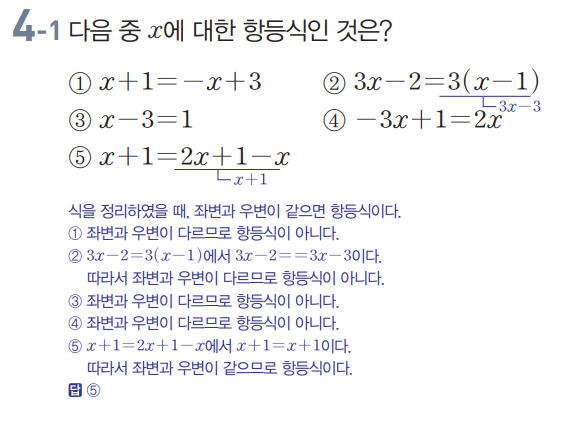 4-1 다음 중 x에 대한 항등식인 것은?
① x+1=-x+3 ② 3x-2=3(x-1)
3x-3
③ x-3=1 ④ -3x+1=2x
⑤ x+1=2x+1-x
x+1
식을 정리하였을 때, 좌변과 우변이 같으면 항등식이다.
① 좌변과 우변이 다르므로 항등식이 아니다.
② 3x-2=3(x-1)에서 3x-2==3x-3이다.
따라서 좌변과 우변이 다르므로 항등식이 아니다.
③ 좌변과 우변이 다르므로 항등식이 아니다.
④ 좌변과 우변이 다르므로 항등식이 아니다.
⑤ x+1=2x+1-x에서 x+1=x+1이다.
따라서 좌변과 우변이 같으므로 항등식이다.
답 ⑤